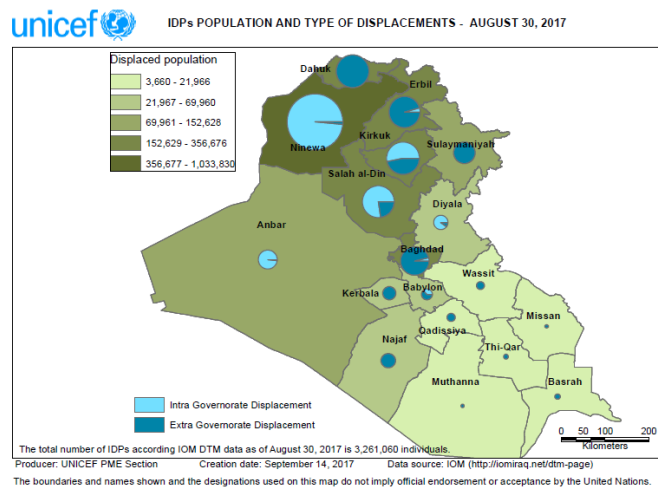 unicef
IDPs POPULATION AND TYPE OF DISPLACEMENTS - AUGUST 30, 2017
Displaced population
3,660 - 21,966
21,967 - 69,960
69,961 - 152,628
152,629 - 356,676
356,677 - 1,033,830
Dahuk
Erbil
Ninewa
Kirkuk
Sulaymaniyah
Salah al-Din
Diyala
Anbar
Baghdad
Wassit
Kerbala
Babylon
Missan
Qadissiya
Najaf
Thi-Qar
Muthanna
Basrah
Intra Governorate Displacement
Extra Governorate Displacement
0 50 100 200
Kilometers
The total number of IDPs according IOM DTM data as of August 30, 2017 is 3,261,060 individuals.
Producer: UNICEF PME Section Creation date: September 14, 2017 Data source: IOM (http://iomiraq.net/dtm-page)
The boundaries and names shown and the designations used on this map do not imply official endorsement or acceptance by the United Nations.